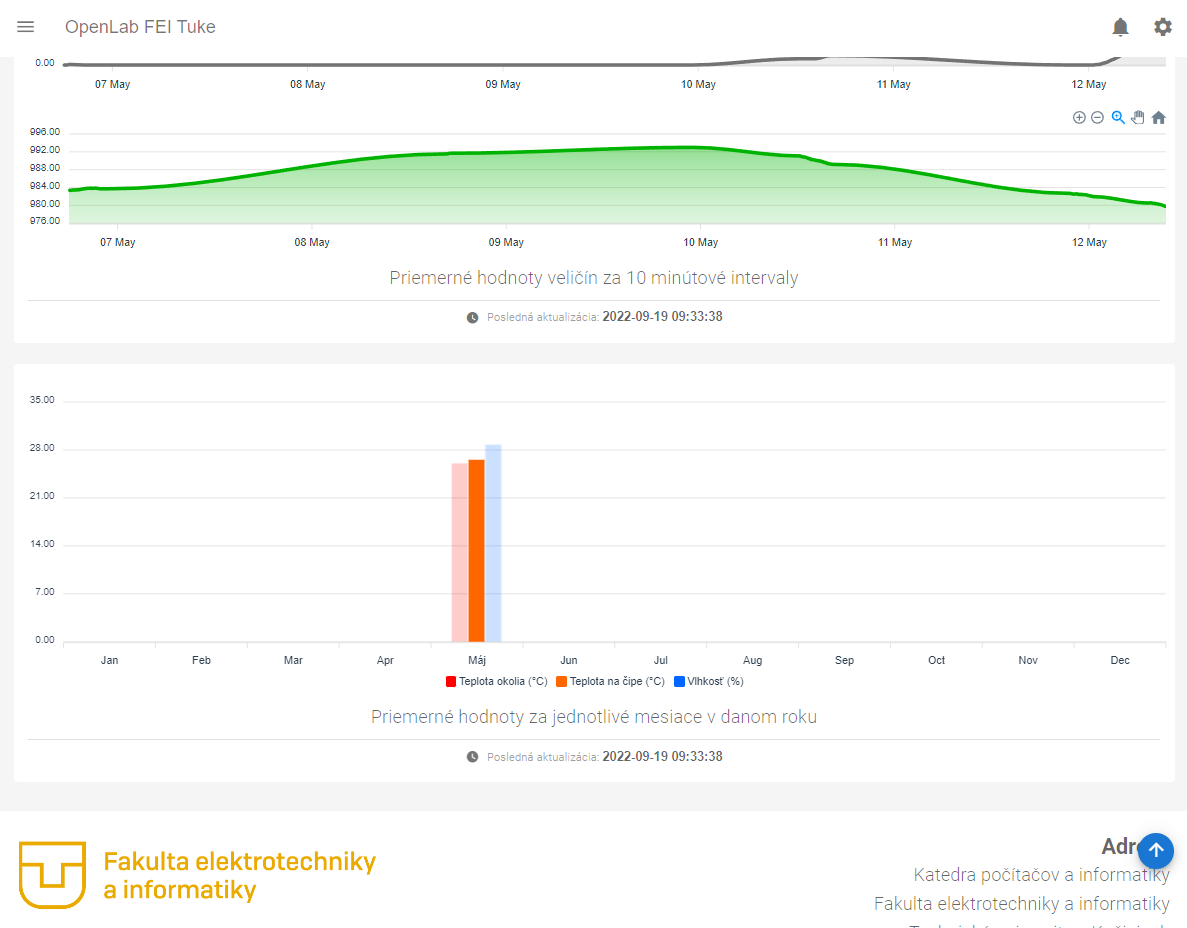 OpenLab FEI Tuke
0.00
07 May 08 May 09 May 10 May 11 May 12 May
996.00
992.00
988.00
984.00
980.00
976.00
07 May 08 May 09 May 10 May 11 May 12 May
Priemerné hodnoty veličín za 10 minútové intervaly
Posledná aktualizácia: 2022-09-19 09:33:38
35.00
28.00
21.00
14.00
7.00
0.00
Jan Feb Mar Apr Máj Jun Jul Aug Sep Oct Nov Dec
Teplota okolia (°C) Teplota na čipe (°C) Vlhkosť (%)
Priemerné hodnoty za jednotlivé mesiace v danom roku
Posledná aktualizácia: 2022-09-19 09:33:38
Fakulta elektrotechniky
a informatiky
Katedra počítačov a informatiky
Fakulta elektrotechniky a informatiky